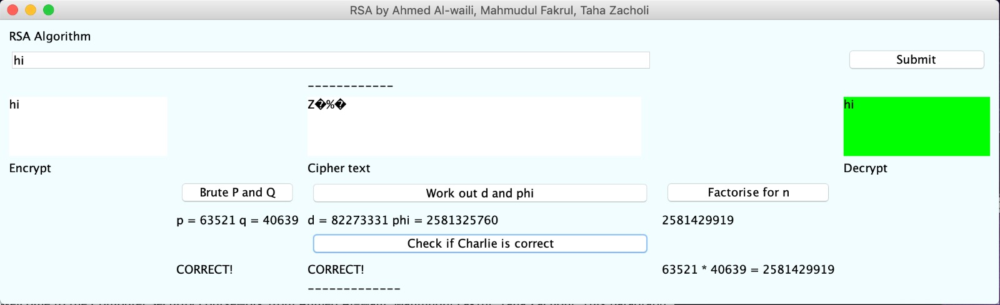 RSA by Ahmed Al-waili, Mahmudul Fakrul, Taha Zacholi
RSA Algorithm
hi
Submit
------------
hi
Z�%�
hi
Encrypt
Cipher text
Decrypt
Brute P and Q
Work out d and phi
Factorise for n
p = 63521 q = 40639
d = 82273331 phi = 2581325760
2581429919
Check if Charlie is correct
CORRECT!
CORRECT!
63521 * 40639 = 2581429919
-------------